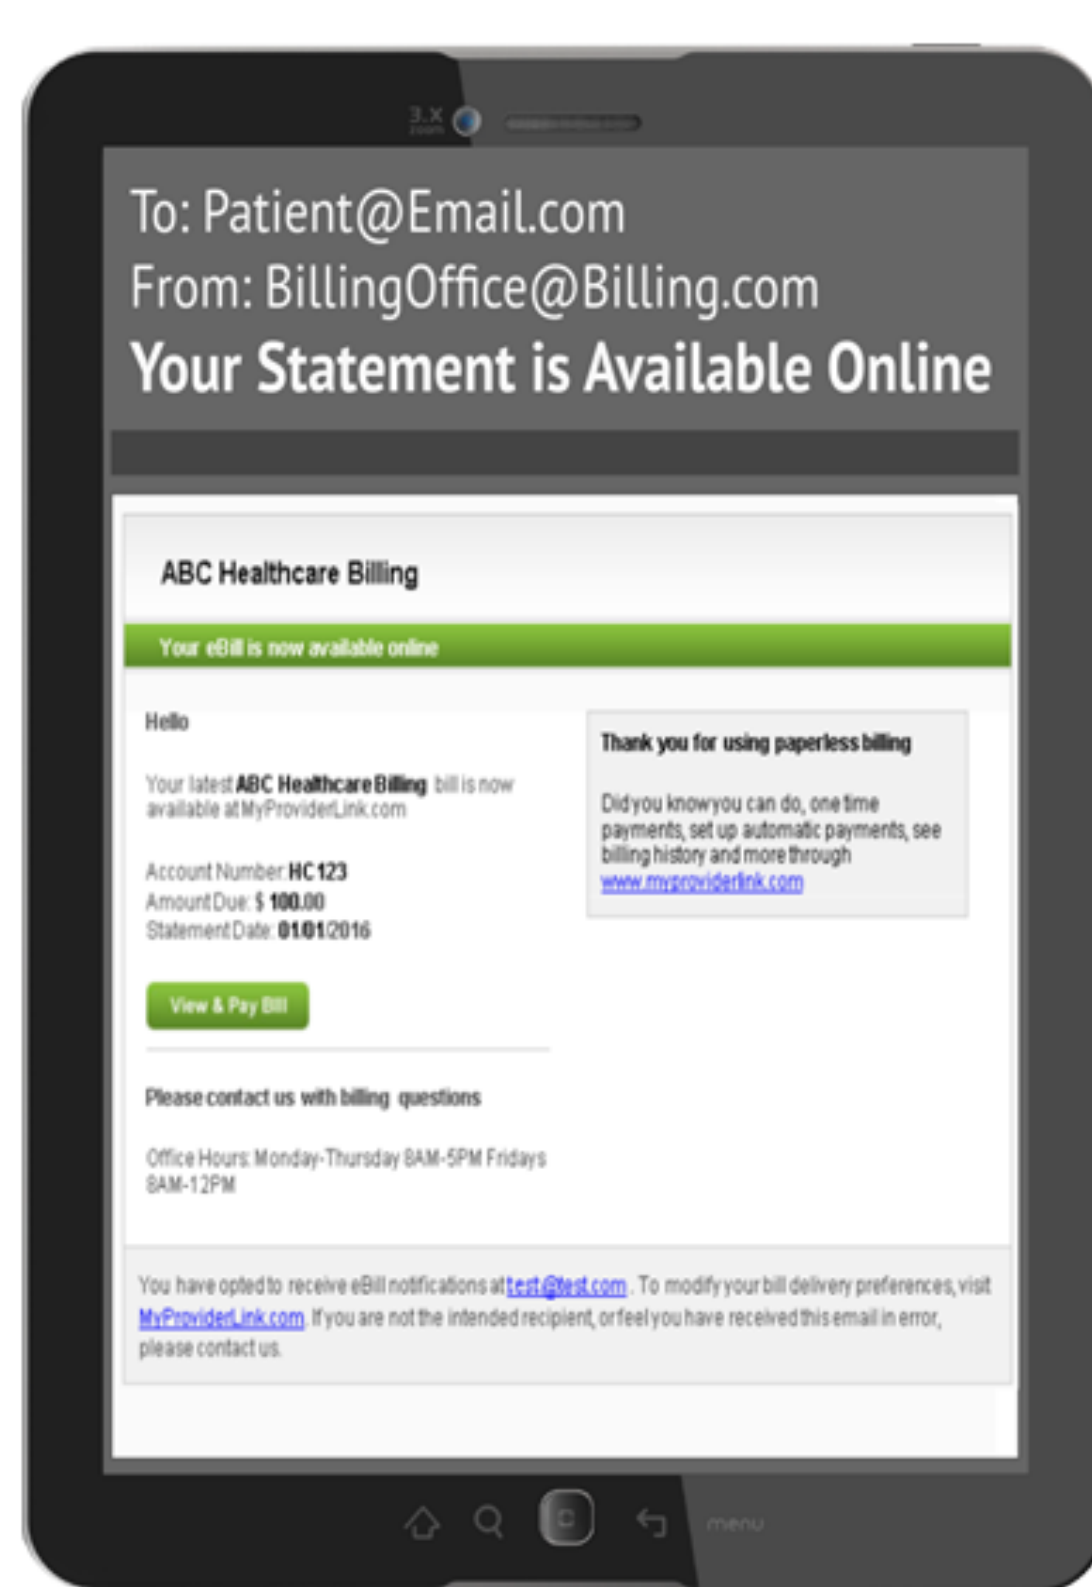 3.X
zoom
To: Patient@Email.com
From: BillingOffice@Billing.com
Your Statement is Available Online
ABC Healthcare Billing
Your eBill is now available online
Hello
Your latest ABC Healthcare Billing bill is now
available at MyProviderLink.com
Account Number: HC123
Amount Due: $ 100.00
Statement Date: 01/01/2016
View & Pay Bill
Please contact us with billing questions
Office Hours: Monday-Thursday 8AM-5PM Fridays
8AM-12PM
Thank you for using paperless billing
Did you know you can do, one time
payments, set up automatic payments, see
billing history and more through
www.myproviderlink.com
You have opted to receive eBill notifications at test@test.com . To modify your bill delivery preferences, visit
MyProviderLink.com. If you are not the intended recipient, or feel you have received this email in error,
please contact us.
menu